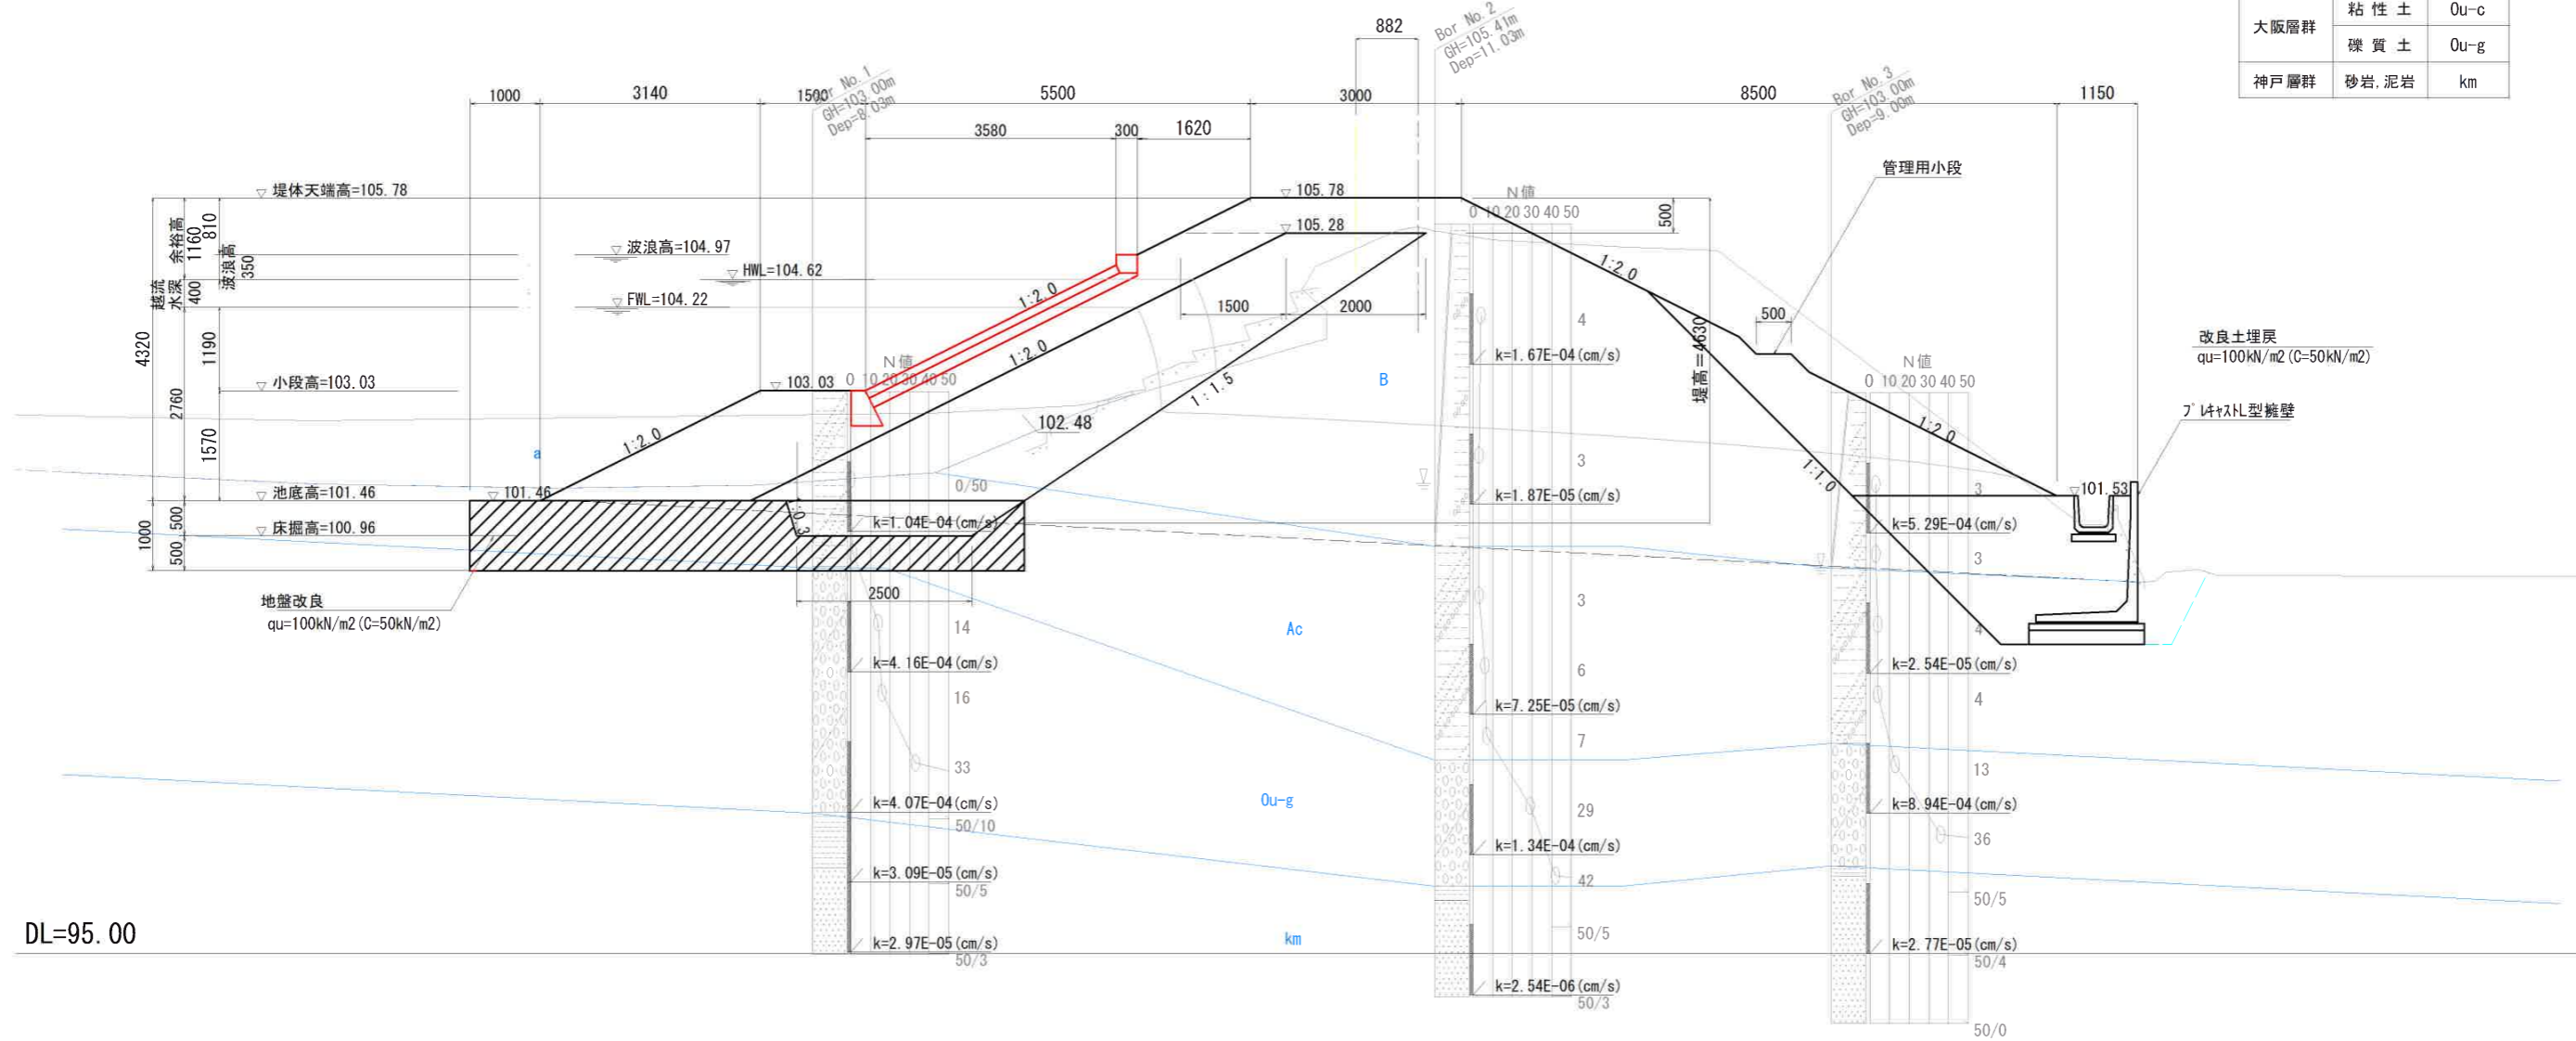 大阪層群
粘性土 Ou-c
礫質土 Ou-g
神戸層群 砂岩,泥岩 km
882
Bor No.2
GH=105.41m
Dep=11.03m
Bor No.1
GH=103.00m
Dep=8.03m
Bor No.3
GH=103.00m
Dep=9.00m
1000 3140 1500 5500 3000 8500 1150
3580 300 1620
管理用小段
▽ 堤体天端高=105.78
▽ 105.78
▽ 105.28
▽ 波浪高=104.97
▽ HWL=104.62
▽ FWL=104.22
▽ 小段高=103.03
▽ 103.03
▽ 池底高=101.46
▽ 101.46
▽ 床掘高=100.96
102.48
▽101.53
4320
1000
余裕高
1160
越流
水深
400
2760
500
500
810
波浪高
350
1190
1570
1:2.0
1:2.0
1:2.0
1:1.5
1:0.3
1:2.0
1:1.0
1:2.0
1500 2000
2500
500
500
堤高=4630
改良土埋戻
qu=100kN/m2(C=50kN/m2)
プレキャストL型擁壁
地盤改良
qu=100kN/m2(C=50kN/m2)
N値
0 10 20 30 40 50
0/50
k=1.04E-04(cm/s)
14
k=4.16E-04(cm/s)
16
33
k=4.07E-04(cm/s)
50/10
k=3.09E-05(cm/s)
50/5
k=2.97E-05(cm/s)
50/3
N値
0 10 20 30 40 50
4
k=1.67E-04(cm/s)
3
k=1.87E-05(cm/s)
3
6
k=7.25E-05(cm/s)
7
29
k=1.34E-04(cm/s)
42
50/5
k=2.54E-06(cm/s)
50/3
N値
0 10 20 30 40 50
3
k=5.29E-04(cm/s)
3
4
k=2.54E-05(cm/s)
4
13
k=8.94E-04(cm/s)
36
50/5
k=2.77E-05(cm/s)
50/4
50/0
a
B
Ac
Ou-g
km
DL=95.00